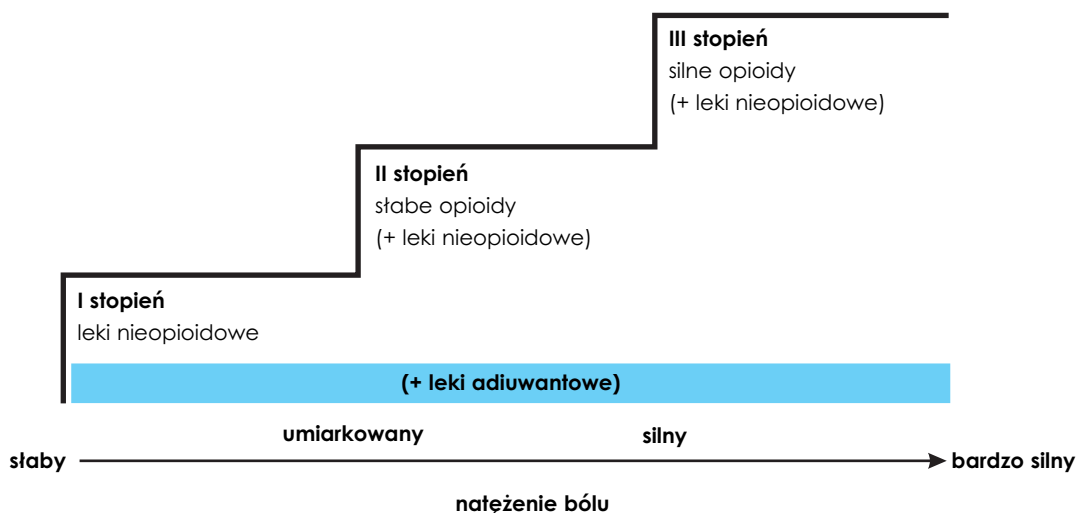 III stopień
silne opioidy
(+ leki nieopioidowe)
II stopień
słabe opioidy
(+ leki nieopioidowe)
I stopień
leki nieopioidowe
(+ leki adiuwantowe)
umiarkowany silny
słaby bardzo silny
natężenie bólu